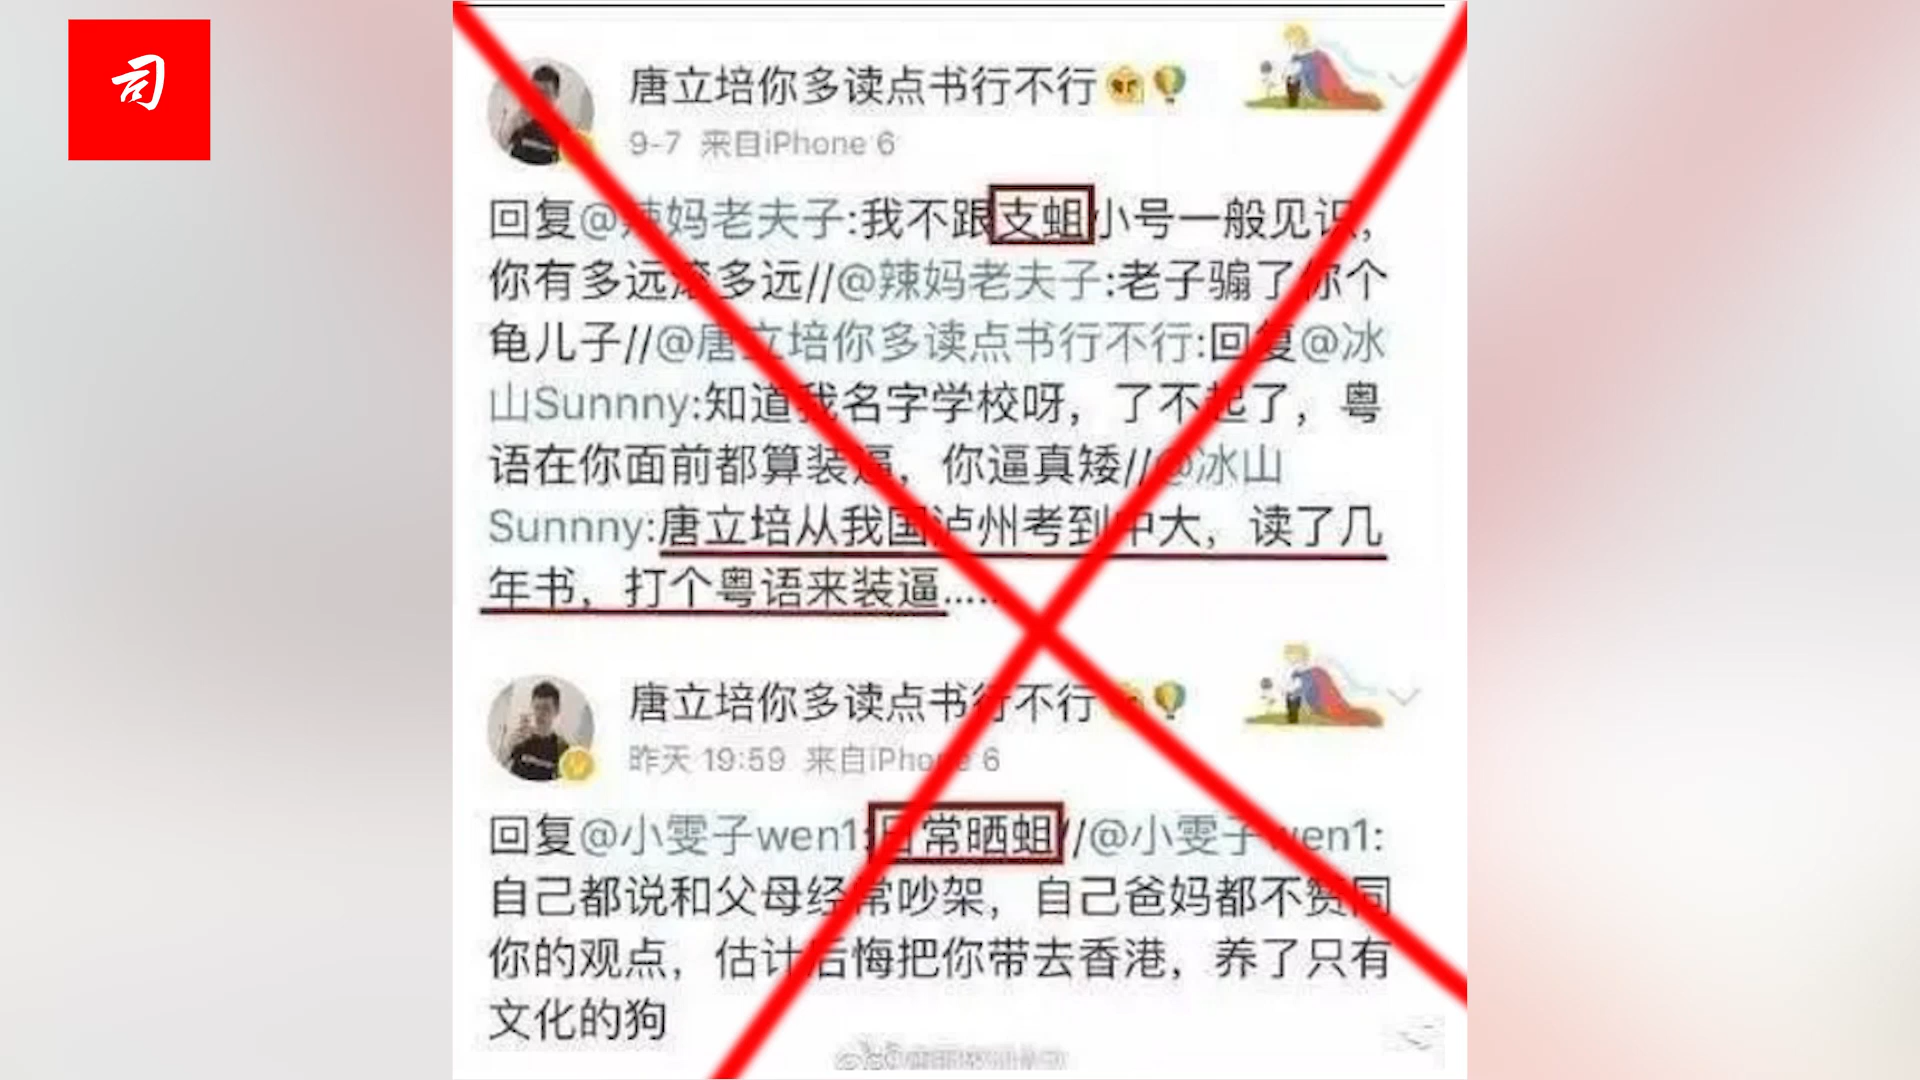 司
唐立培你多读点书行不行
9-7 来自iPhone 6
回复@辣妈老夫子:我不跟支蛆小号一般见识,
你有多远滚多远//@辣妈老夫子:老子骟了你个
龟儿子//@唐立培你多读点书行不行:回复@冰
山Sunnny:知道我名字学校呀，了不起了，粤
语在你面前都算装逼，你逼真矮//@冰山
Sunnny:唐立培从我国泸州考到中大，读了几
年书，打个粤语来装逼.....
唐立培你多读点书行不行
昨天 19:59 来自iPhone 6
回复@小雯子wen1:日常晒蛆//@小雯子wen1:
自己都说和父母经常吵架，自己爸妈都不赞同
你的观点，估计后悔把你带去香港，养了只有
文化的狗